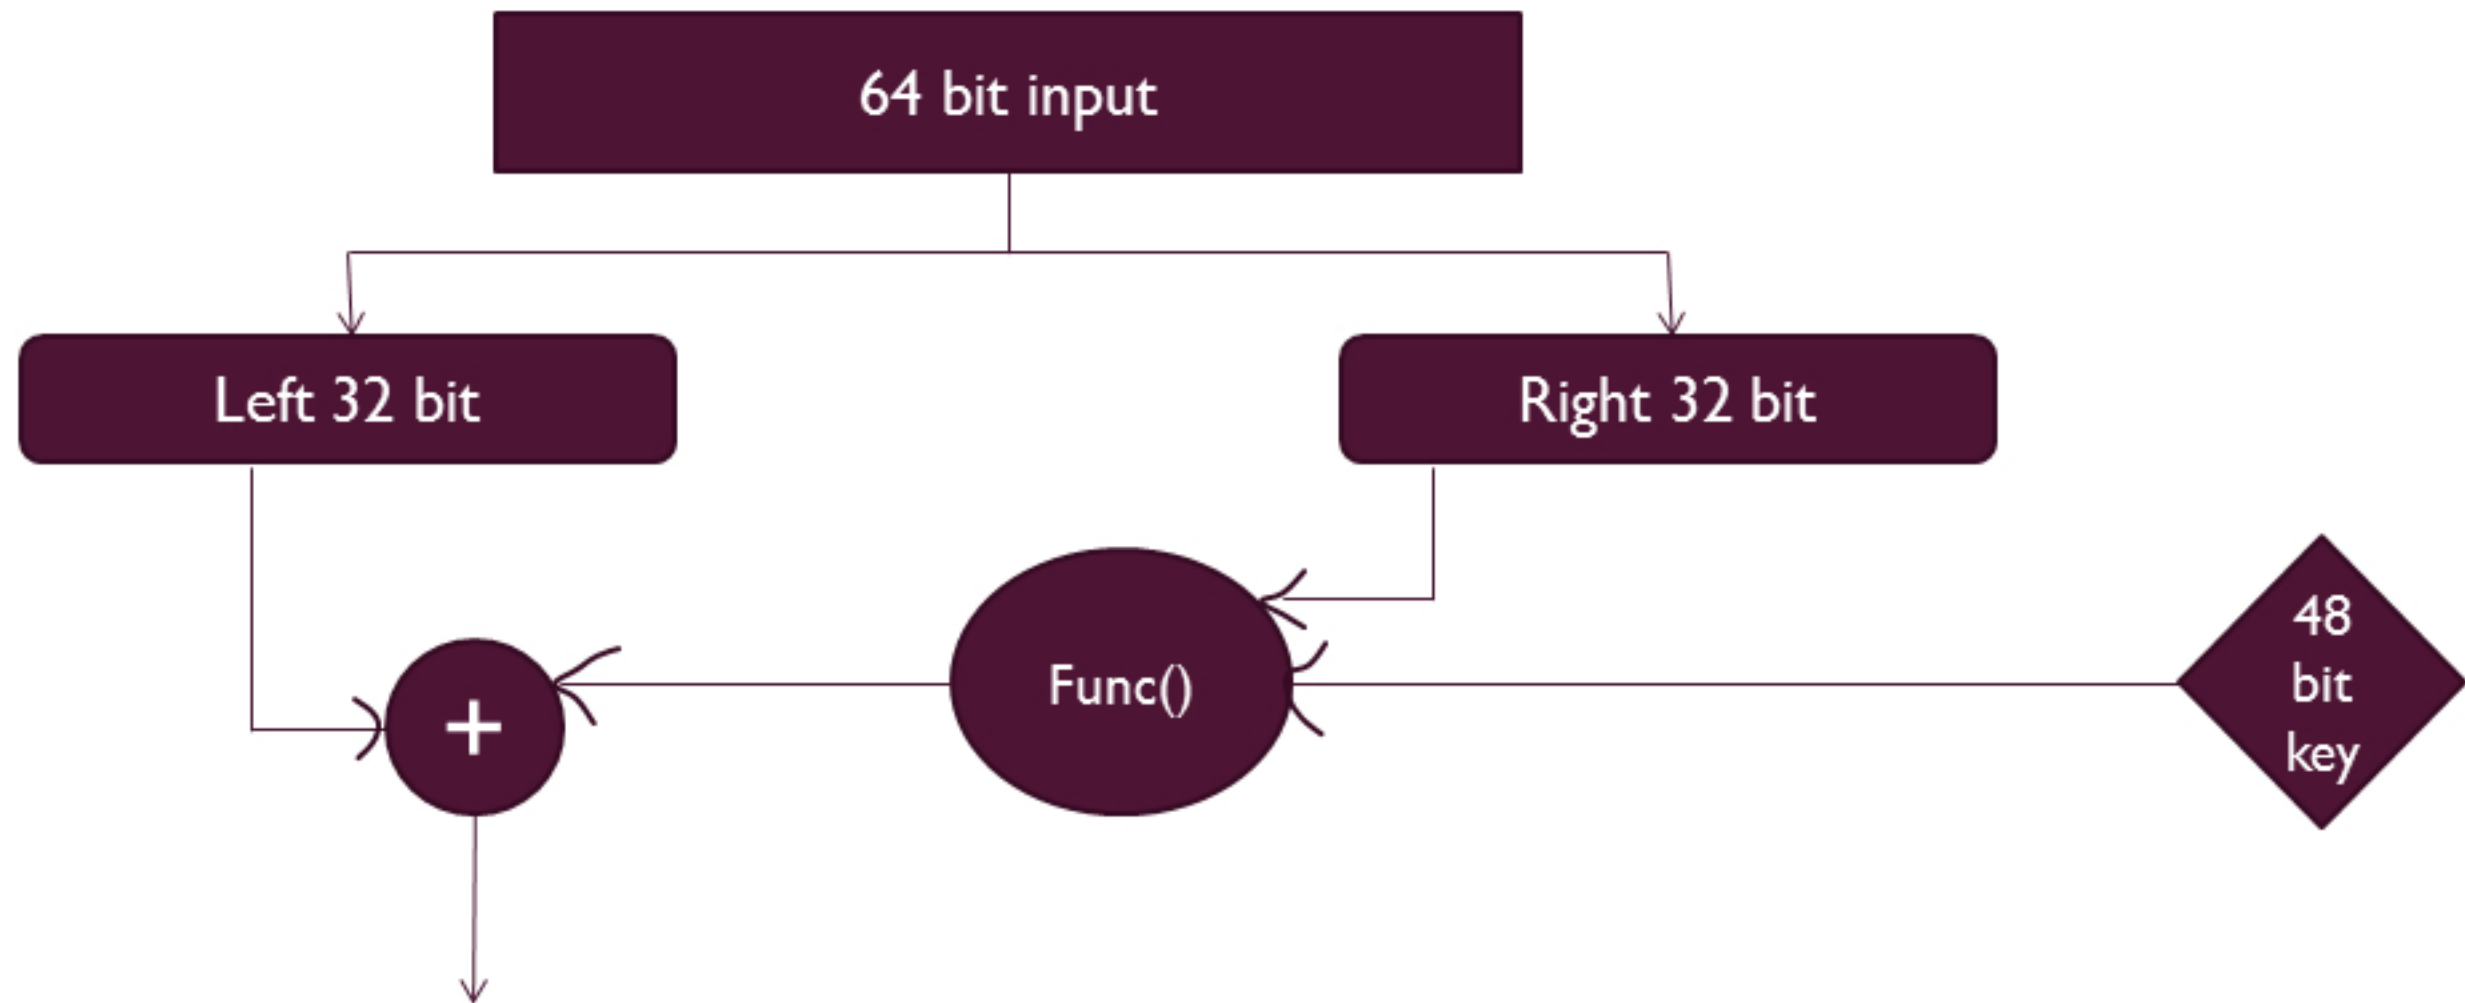 64 bit input
Left 32 bit
Right 32 bit
Func()
+
48
bit
key